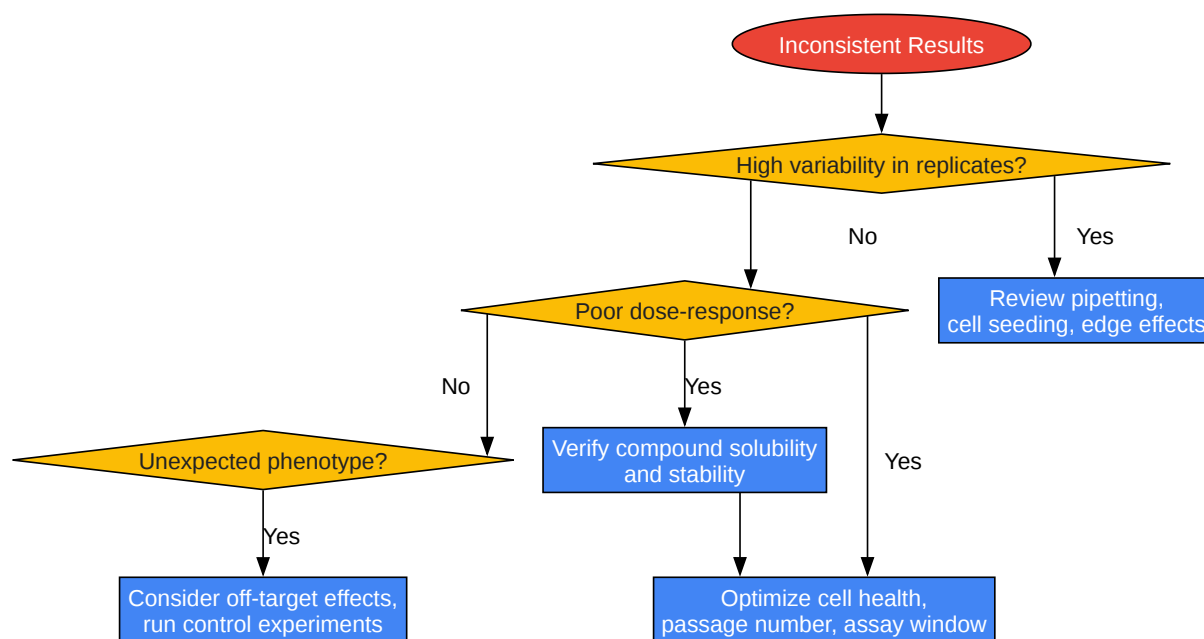 Inconsistent Results
High variability in replicates?
No
Yes
Review pipetting,
cell seeding, edge effects
Poor dose-response?
No
Yes
Yes
Verify compound solubility
and stability
Unexpected phenotype?
Yes
Consider off-target effects,
run control experiments
Optimize cell health,
passage number, assay window